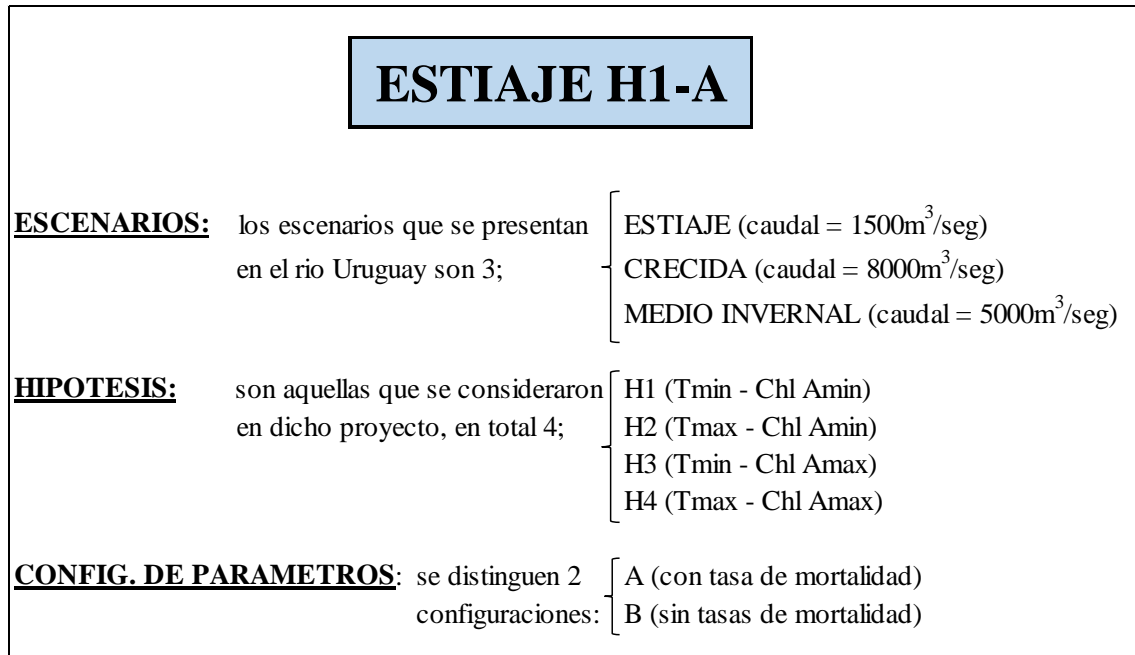 ESTIAJE H1-A
ESCENARIOS: los escenarios que se presentan
en el rio Uruguay son 3;
ESTIAJE (caudal = 1500m³/seg)
CRECIDA (caudal = 8000m³/seg)
MEDIO INVERNAL (caudal = 5000m³/seg)
HIPOTESIS: son aquellas que se consideraron
en dicho proyecto, en total 4;
H1 (Tmin - Chl Amin)
H2 (Tmax - Chl Amin)
H3 (Tmin - Chl Amax)
H4 (Tmax - Chl Amax)
CONFIG. DE PARAMETROS: se distinguen 2
configuraciones:
A (con tasa de mortalidad)
B (sin tasas de mortalidad)